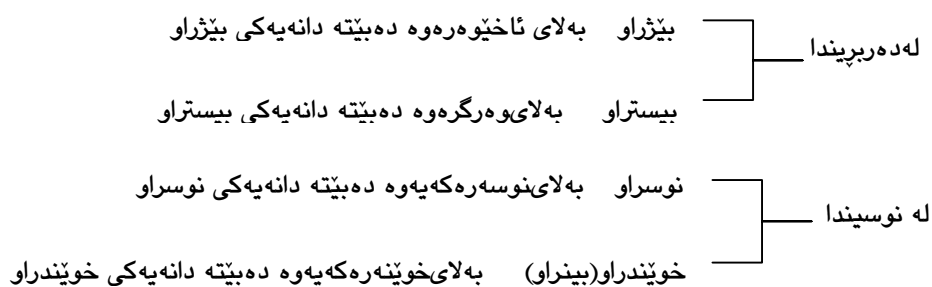 لەدەربڕیندا
بێژراو بەلای ئاخێوەرەوە دەبێتە دانەیەکی بێژراو
بیستراو بەلایوەرگرەوە دەبێتە دانەیەکی بیستراو
لە نوسیندا
نوسراو بەلاینوسەرەکەیەوە دەبێتە دانەیەکی نوسراو
خوێندراو(بینراو) بەلایخوێنەرەکەیەوە دەبێتە دانەیەکی خوێندراو